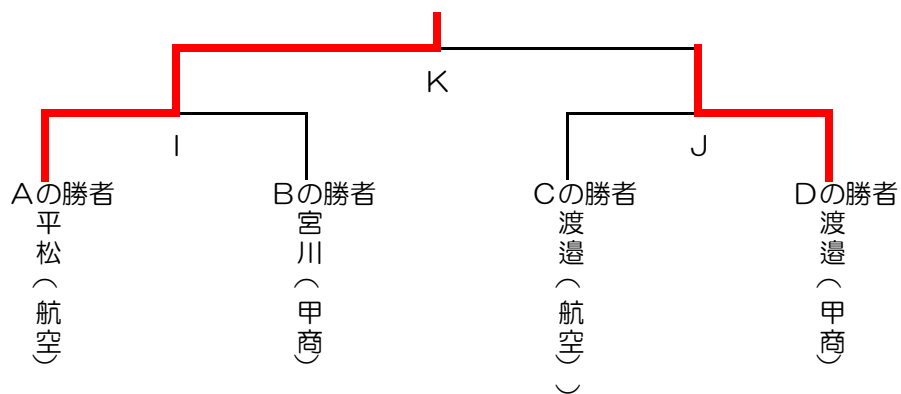 K
I
J
Aの勝者
Bの勝者
Cの勝者
Dの勝者
平松(航空)
宮川(甲商)
渡邉(航空))
渡邉(甲商)